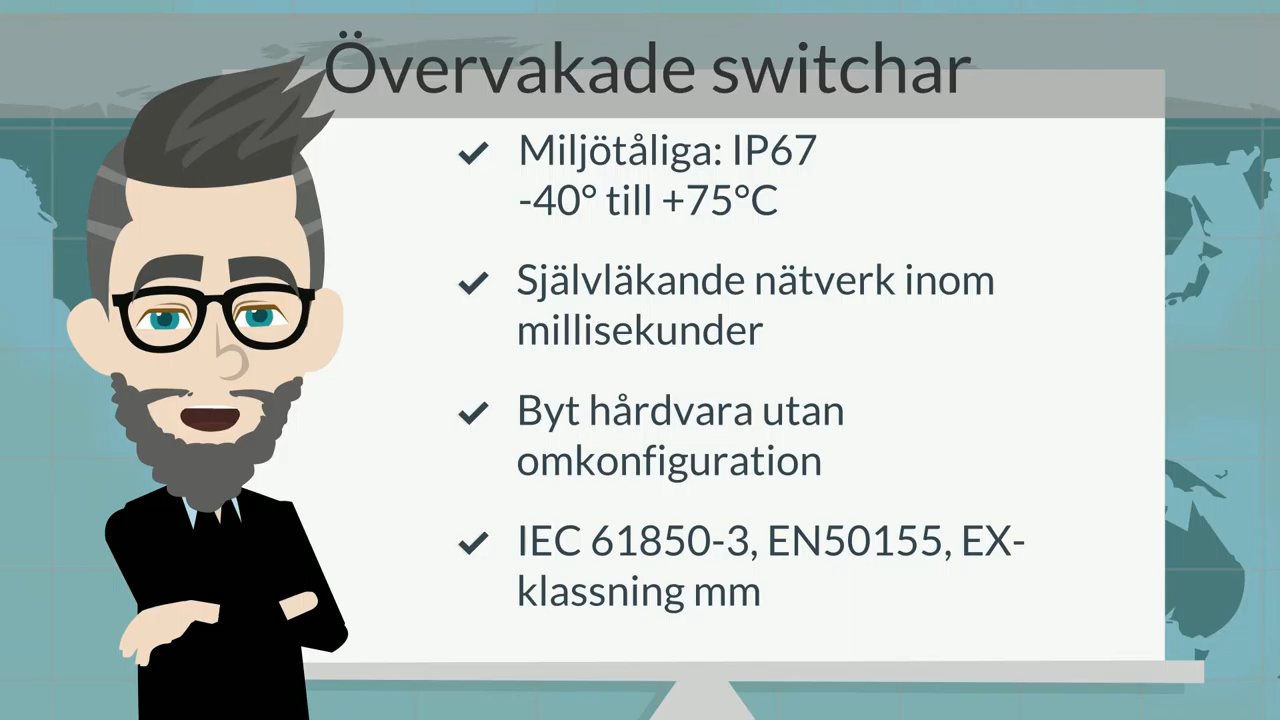 Övervakade switchar
Miljötåliga: IP67
-40° till +75°C
Självläkande nätverk inom
millisekunder
Byt hårdvara utan
omkonfiguration
IEC 61850-3, EN50155, EX-
klassning mm